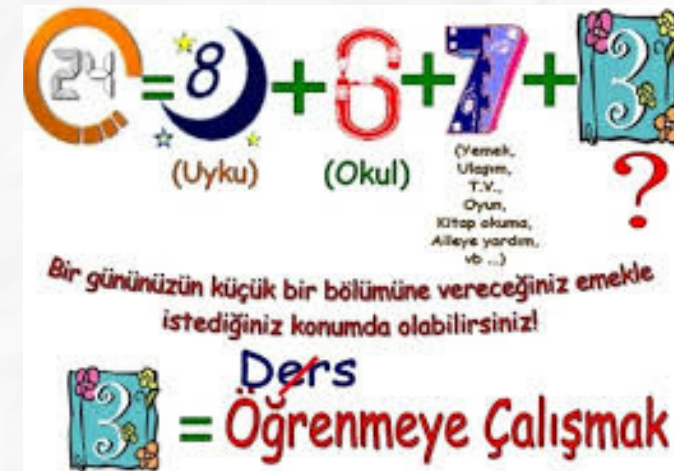 24=8+6+7+3
(Uyku) (Okul) (Yemek,
Ulaşım,
T.V.,
Oyun,
Kitap okuma,
Aileye yardım,
vb ...)
?
Bir gününüzün küçük bir bölümüne vereceğiniz emekle
istediğiniz konumda olabilirsiniz!
Ders
3 = Öğrenmeye Çalışmak